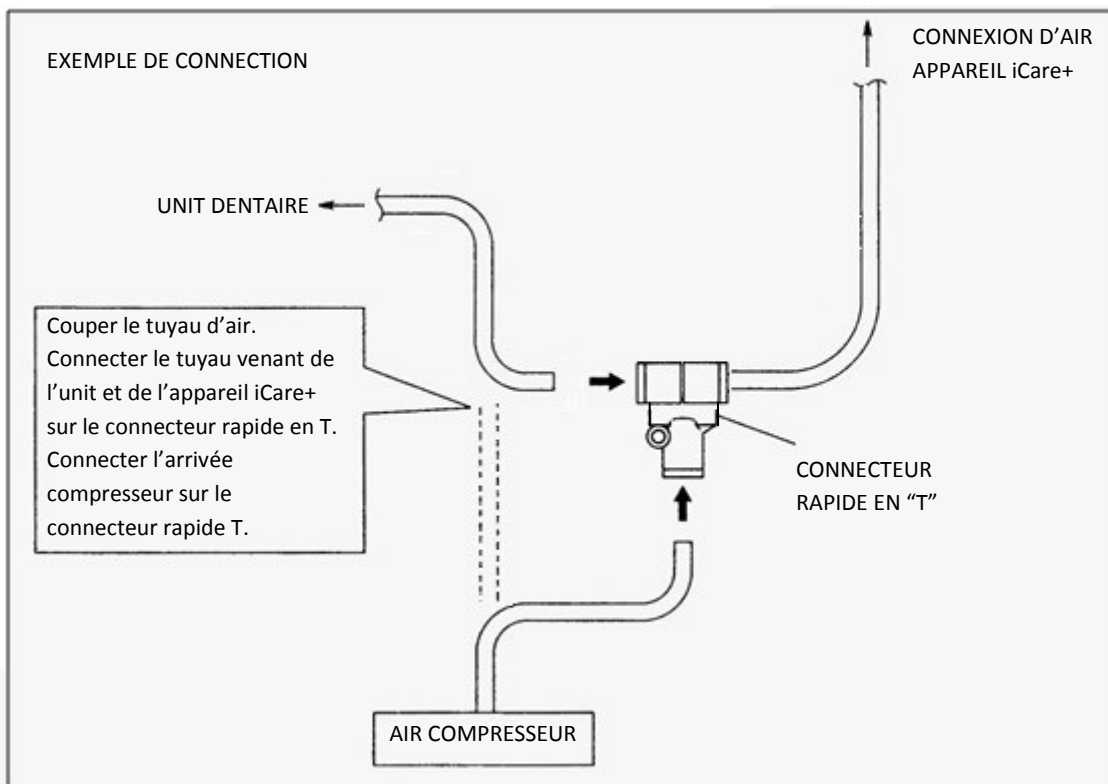 EXEMPLE DE CONNECTION
CONNEXION D’AIR
APPAREIL iCare+
UNIT DENTAIRE
Couper le tuyau d’air.
Connecter le tuyau venant de
l’unit et de l’appareil iCare+
sur le connecteur rapide en T.
Connecter l’arrivée
compresseur sur le
connecteur rapide T.
CONNECTEUR
RAPIDE EN “T”
AIR COMPRESSEUR